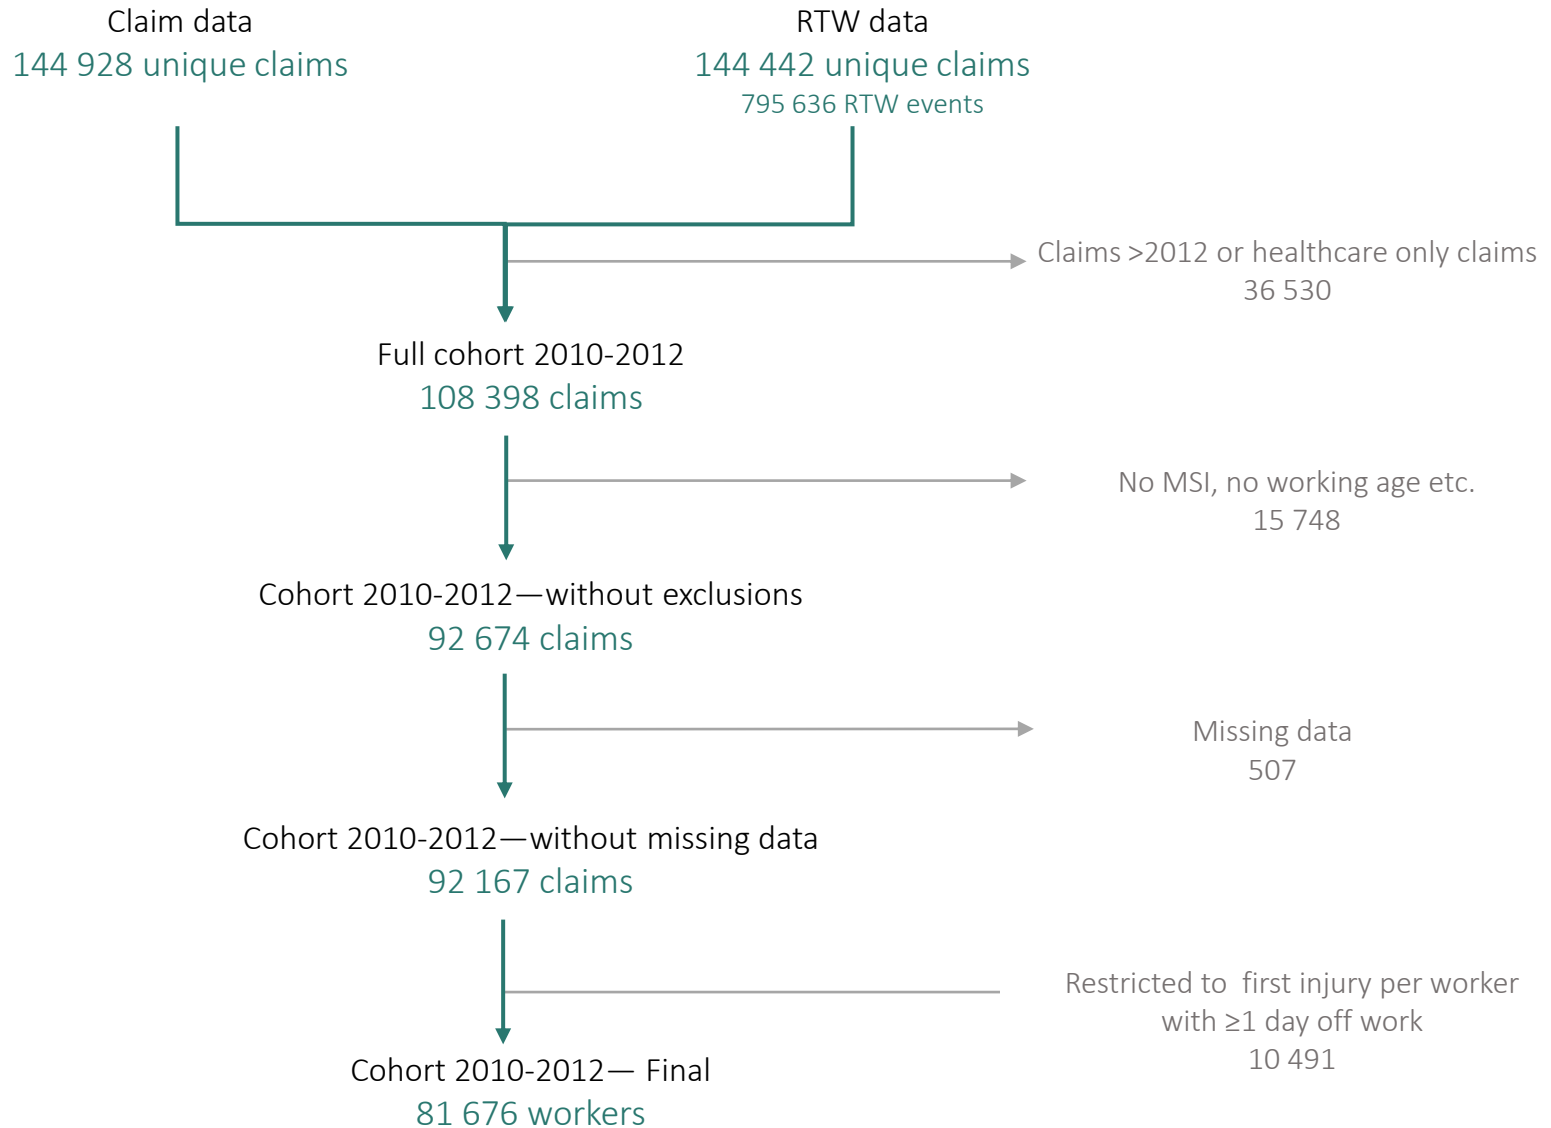 Claim data
144 928 unique claims
RTW data
144 442 unique claims
795 636 RTW events
Claims >2012 or healthcare only claims
36 530
Full cohort 2010-2012
108 398 claims
No MSI, no working age etc.
15 748
Cohort 2010-2012—without exclusions
92 674 claims
Missing data
507
Cohort 2010-2012—without missing data
92 167 claims
Restricted to  first injury per worker
with ≥1 day off work
10 491
Cohort 2010-2012— Final
81 676 workers